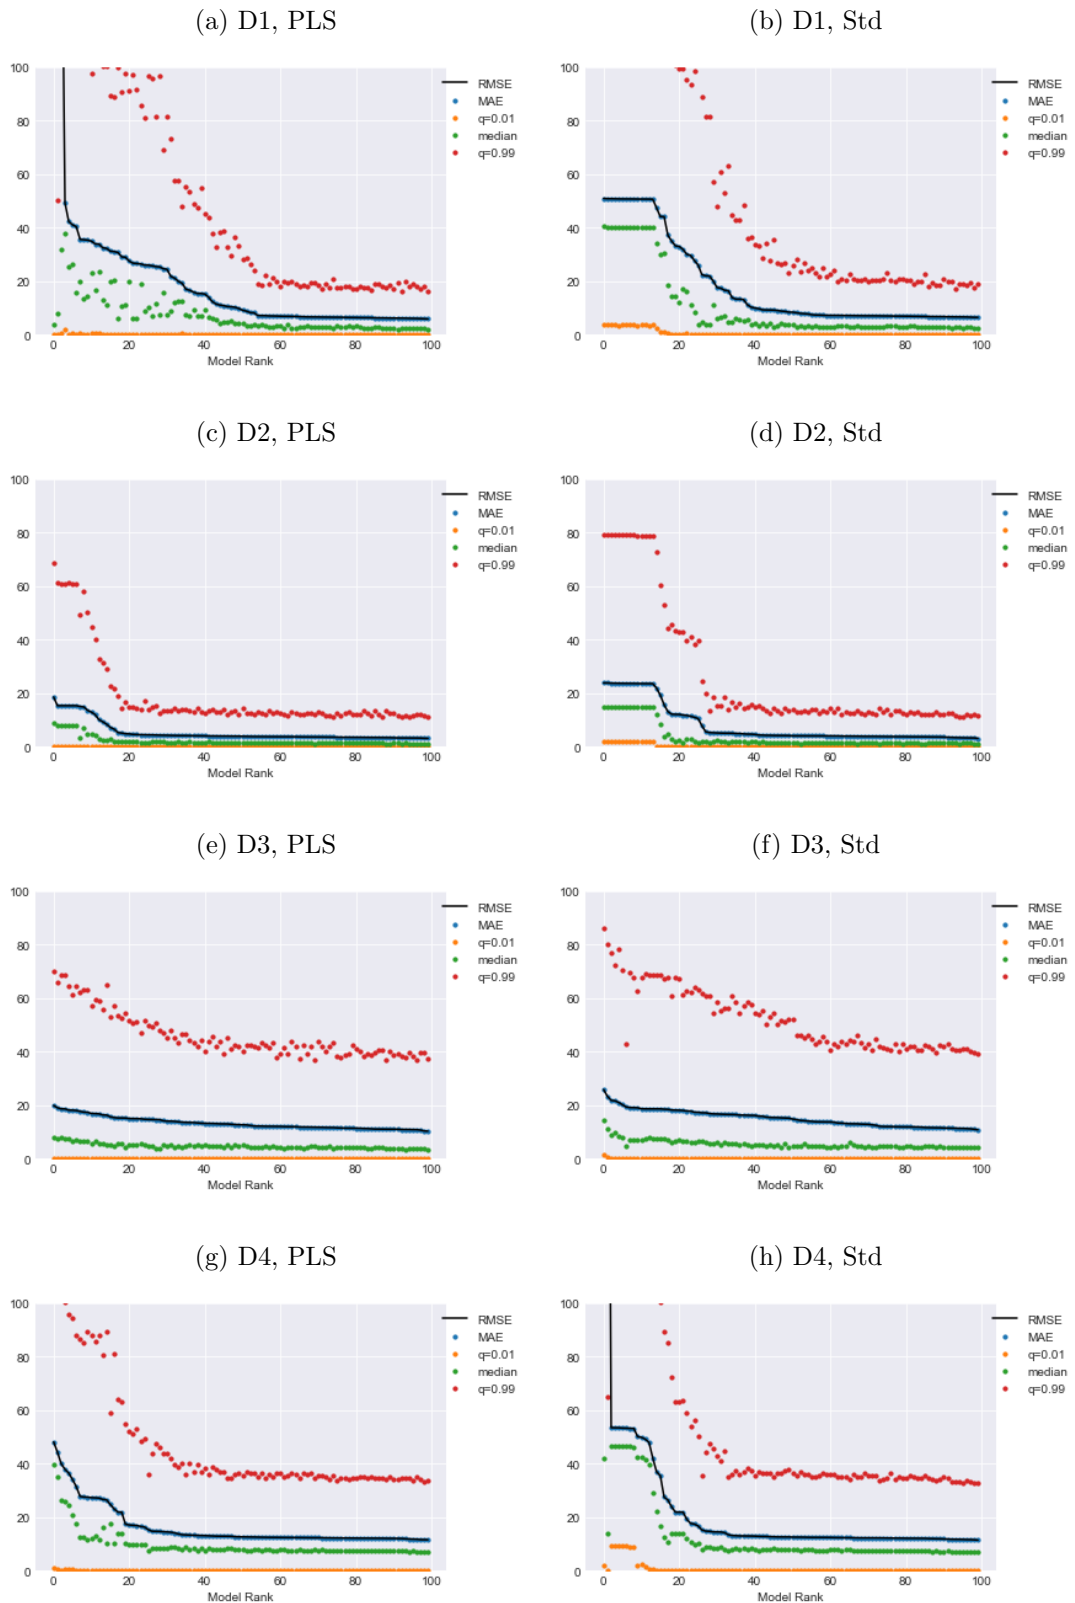 (a) D1, PLS
(b) D1, Std
100
80
60
40
20
0
0 20 40 60 80 100
Model Rank
RMSE
MAE
q=0.01
median
q=0.99
100
80
60
40
20
0
0 20 40 60 80 100
Model Rank
RMSE
MAE
q=0.01
median
q=0.99
(c) D2, PLS
(d) D2, Std
100
80
60
40
20
0
0 20 40 60 80 100
Model Rank
RMSE
MAE
q=0.01
median
q=0.99
100
80
60
40
20
0
0 20 40 60 80 100
Model Rank
RMSE
MAE
q=0.01
median
q=0.99
(e) D3, PLS
(f) D3, Std
100
80
60
40
20
0
0 20 40 60 80 100
Model Rank
RMSE
MAE
q=0.01
median
q=0.99
100
80
60
40
20
0
0 20 40 60 80 100
Model Rank
RMSE
MAE
q=0.01
median
q=0.99
(g) D4, PLS
(h) D4, Std
100
80
60
40
20
0
0 20 40 60 80 100
Model Rank
RMSE
MAE
q=0.01
median
q=0.99
100
80
60
40
20
0
0 20 40 60 80 100
Model Rank
RMSE
MAE
q=0.01
median
q=0.99